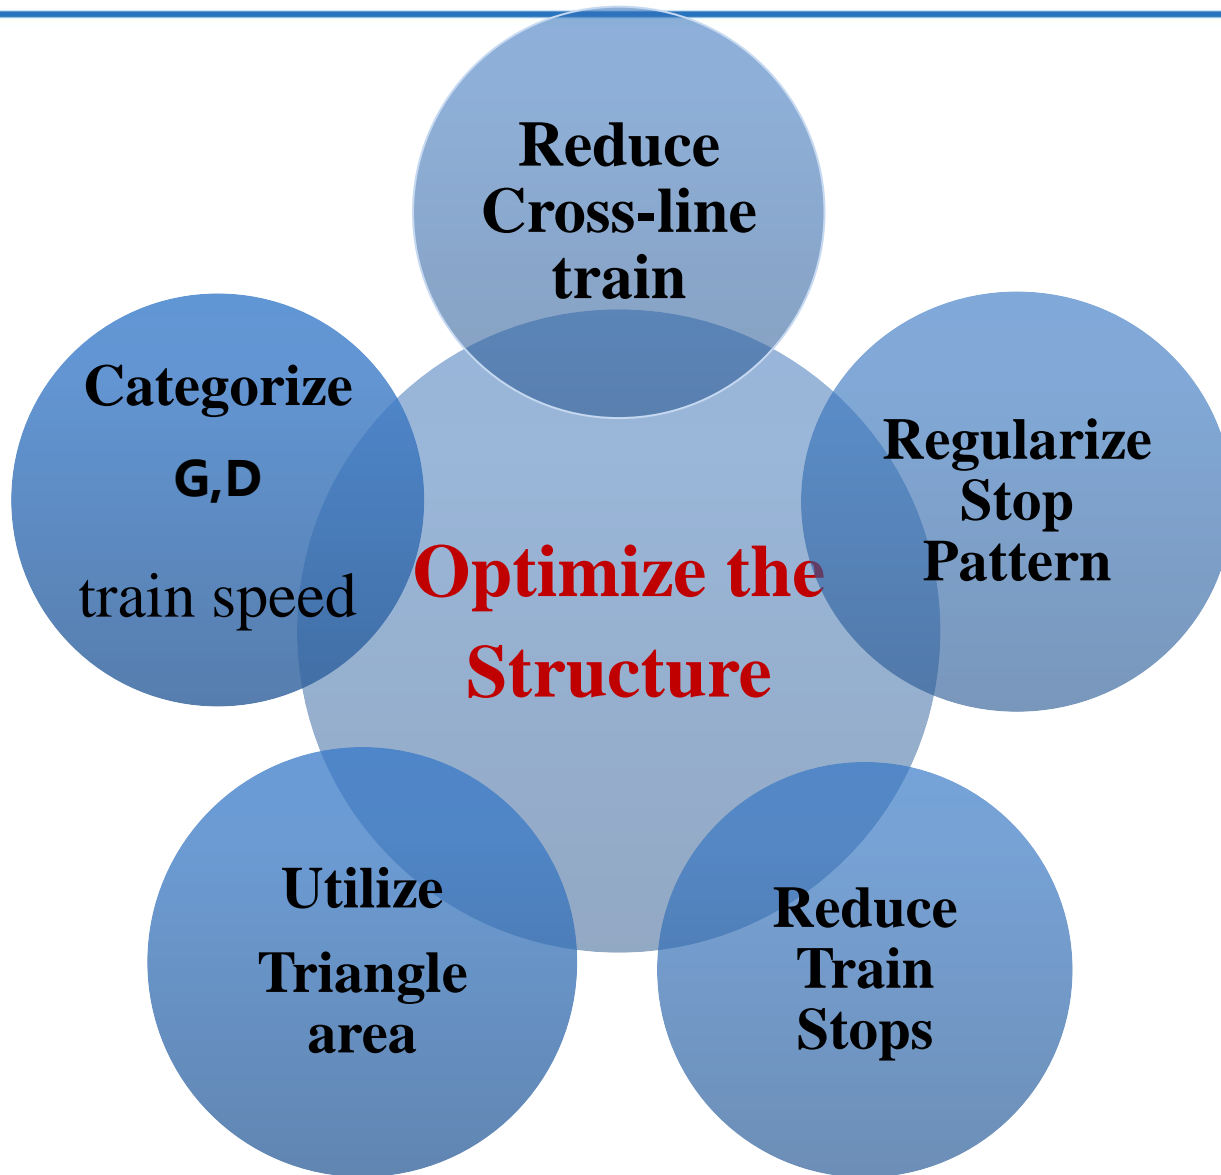 Reduce
Cross-line
train
Categorize
G,D
train speed
Regularize
Stop
Pattern
Optimize the
Structure
Utilize
Triangle
area
Reduce
Train
Stops